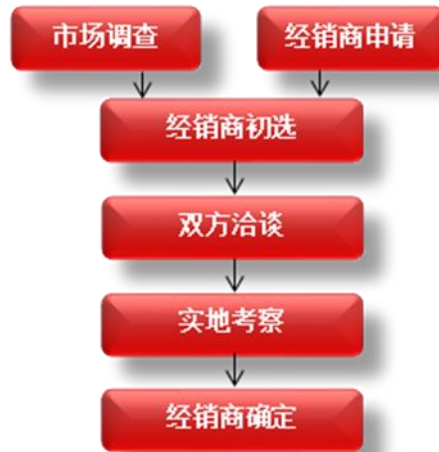 市场调查
经销商申请
经销商初选
双方洽谈
实地考察
经销商确定